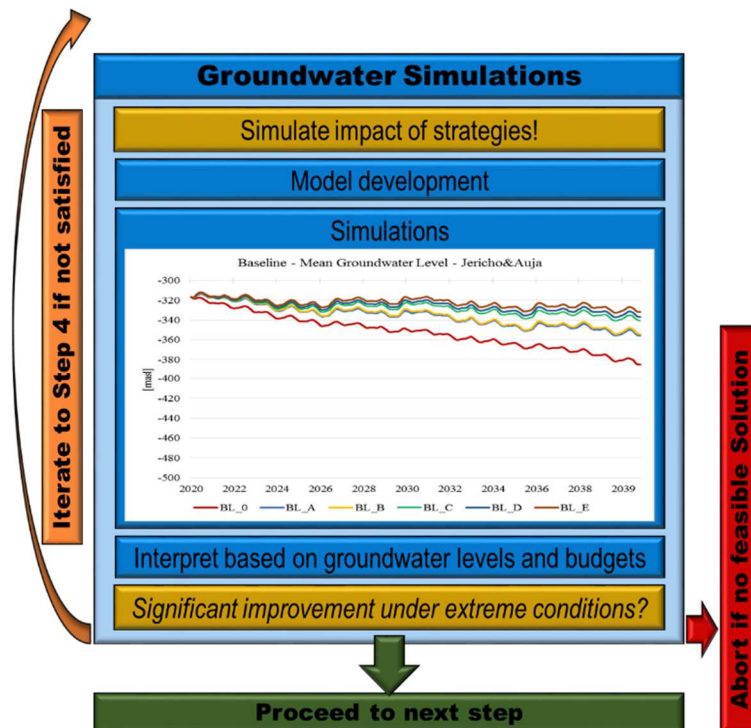 Groundwater Simulations
Simulate impact of strategies!
Model development
Simulations
Baseline - Mean Groundwater Level - Jericho&Auja
-300
-320
-340
-360
-380
-400
-420
-440
-460
-480
-500
[masl]
2020 2022 2024 2026 2028 2030 2032 2034 2036 2038 2039
BL_0 BL_A BL_B BL_C BL_D BL_E
Interpret based on groundwater levels and budgets
Significant improvement under extreme conditions?
Iterate to Step 4 if not satisfied
Abort if no feasible Solution
Proceed to next step